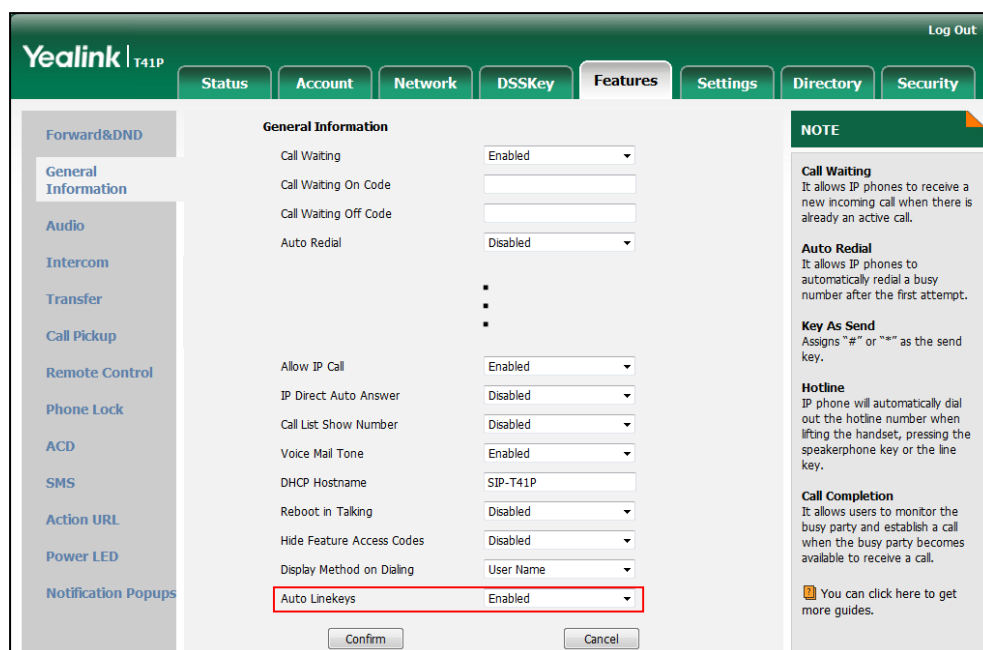 Log Out
Yealink T41P
Status Account Network DSSKey Features Settings Directory Security
Forward&DND
General
Information
Audio
Intercom
Transfer
Call Pickup
Remote Control
Phone Lock
ACD
SMS
Action URL
Power LED
Notification Popups
General Information
Call Waiting Enabled
Call Waiting On Code
Call Waiting Off Code
Auto Redial Disabled
Allow IP Call Enabled
IP Direct Auto Answer Disabled
Call List Show Number Disabled
Voice Mail Tone Enabled
DHCP Hostname SIP-T41P
Reboot in Talking Disabled
Hide Feature Access Codes Disabled
Display Method on Dialing User Name
Auto Linekeys Enabled
Confirm Cancel
NOTE
Call Waiting
It allows IP phones to receive a
new incoming call when there is
already an active call.
Auto Redial
It allows IP phones to
automatically redial a busy
number after the first attempt.
Key As Send
Assigns "#" or "*" as the send
key.
Hotline
IP phone will automatically dial
out the hotline number when
lifting the handset, pressing the
speakerphone key or the line
key.
Call Completion
It allows users to monitor the
busy party and establish a call
when the busy party becomes
available to receive a call.
You can click here to get
more guides.